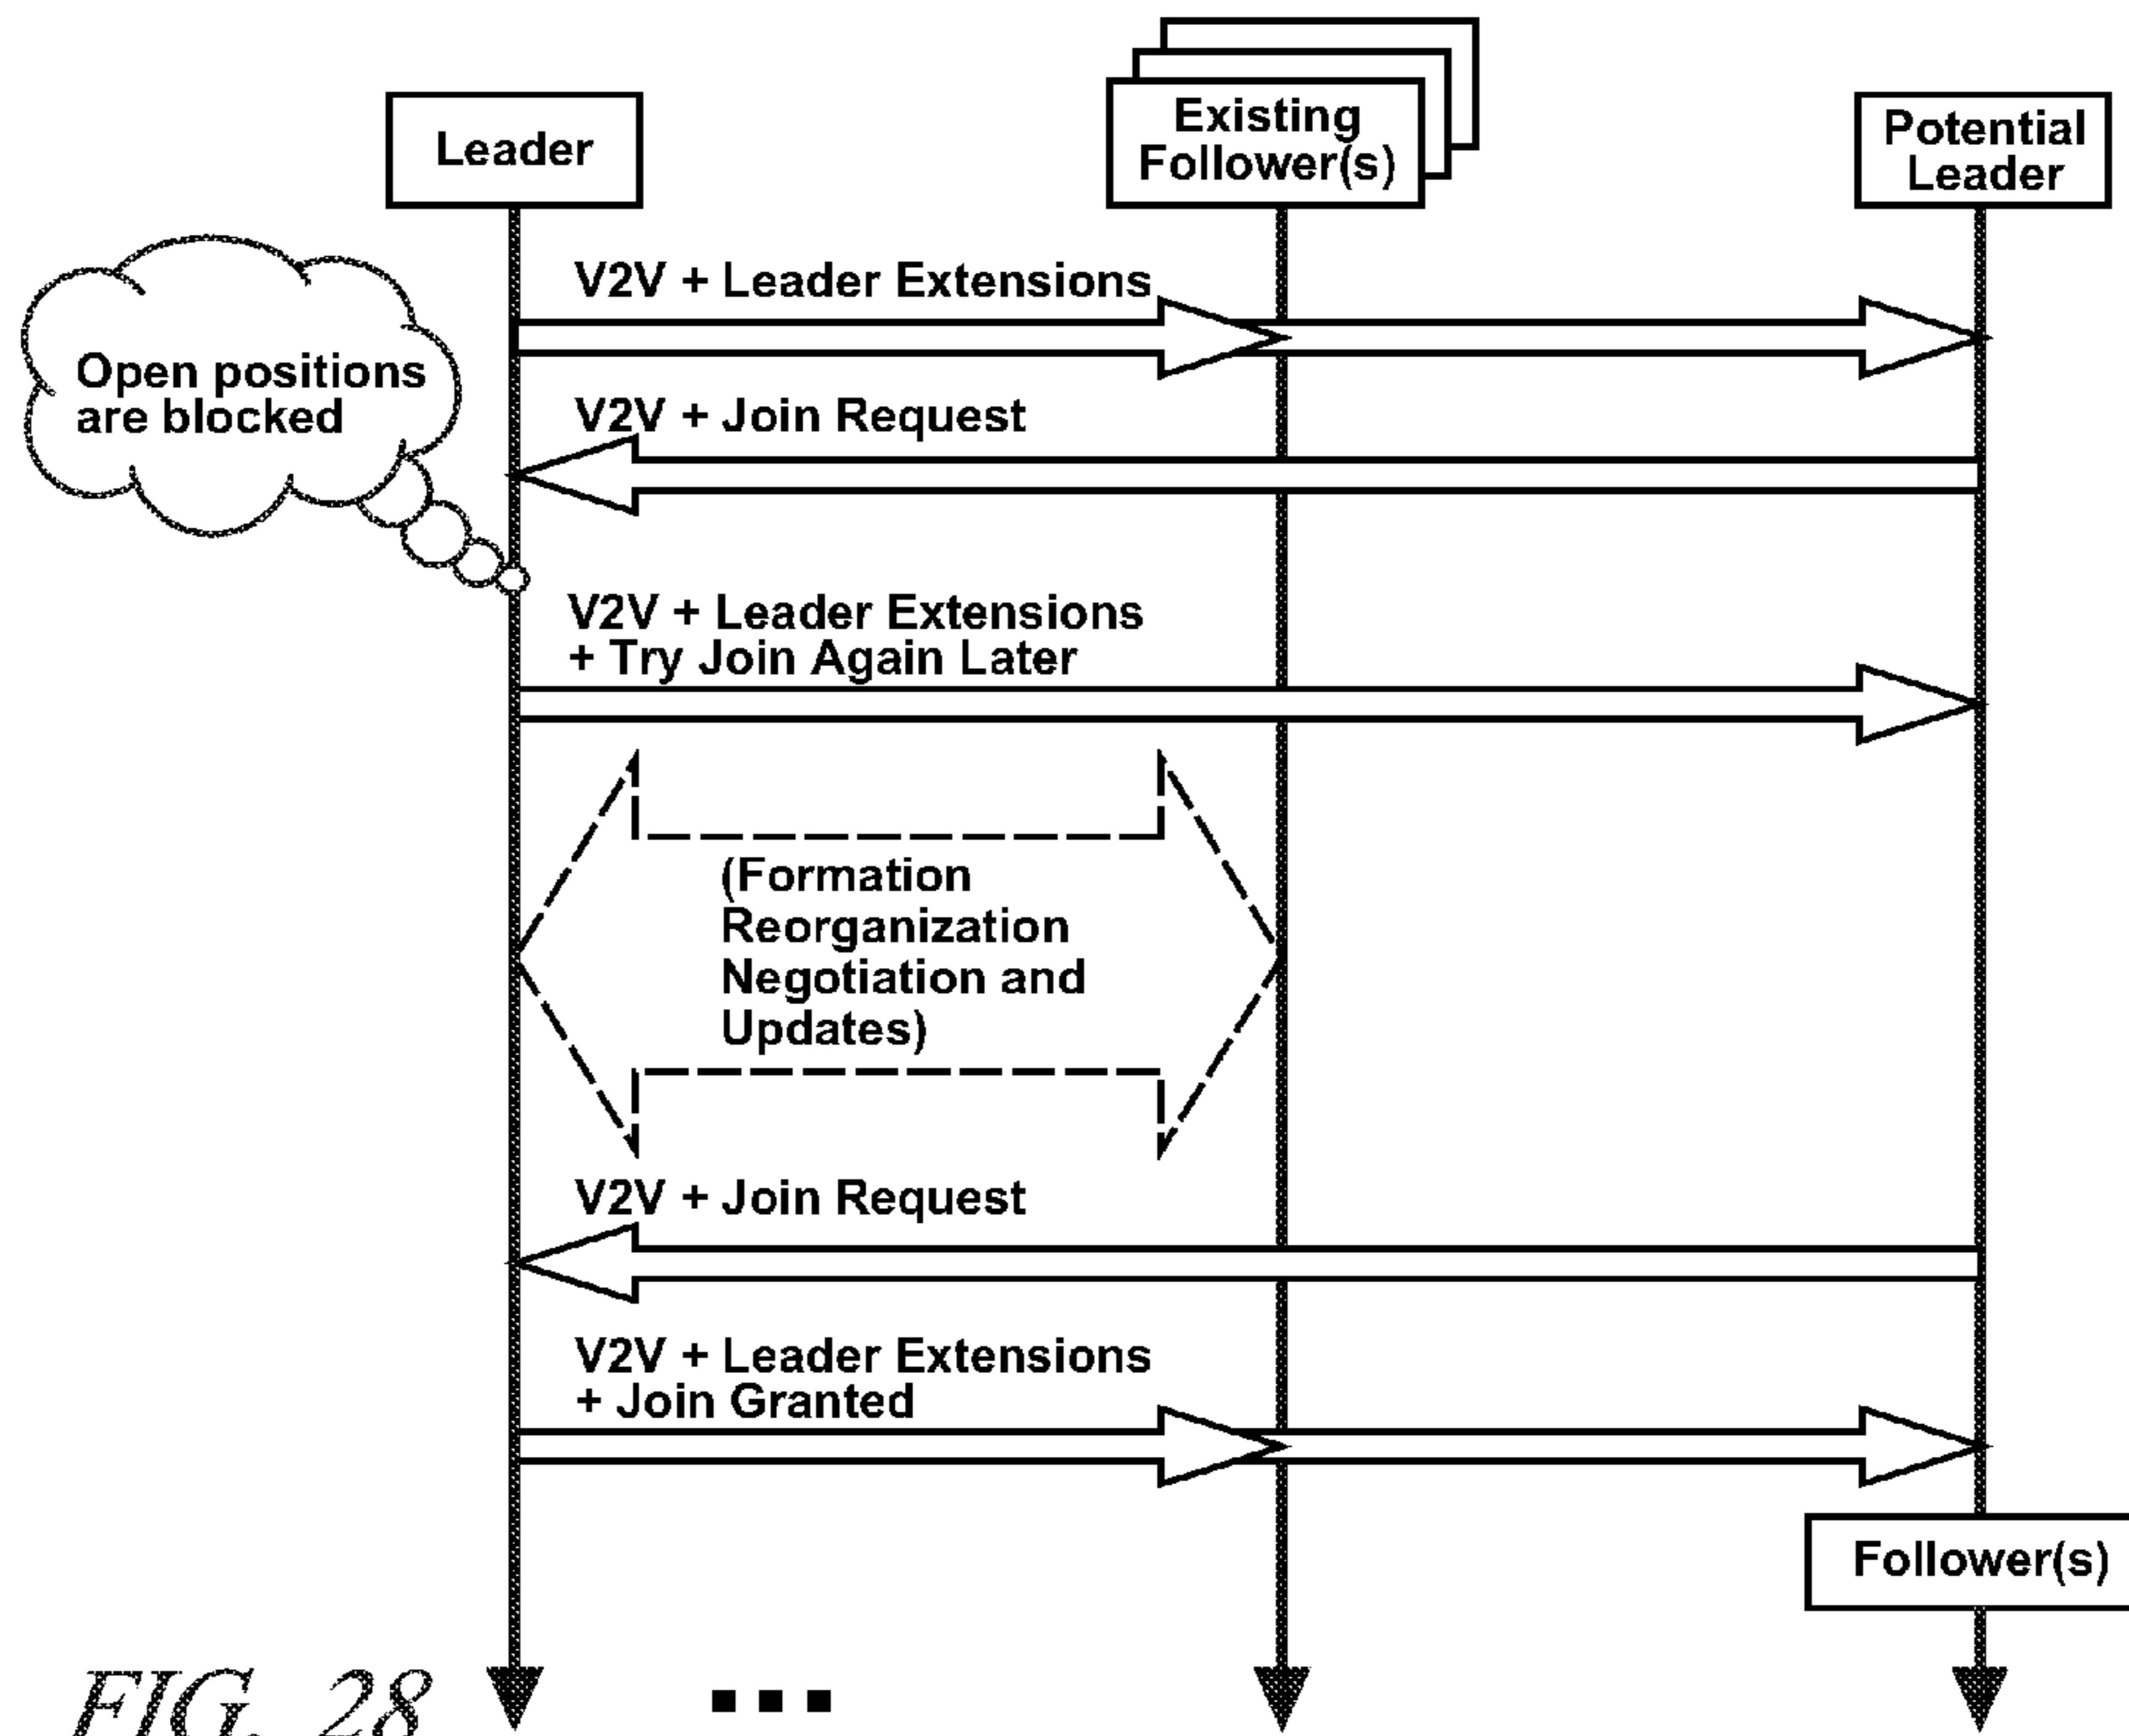 Leader
Existing
Follower(s)
Potential
Leader
V2V + Leader Extensions
Open positions
are blocked
V2V + Join Request
V2V + Leader Extensions
+ Try Join Again Later
(Formation
Reorganization
Negotiation and
Updates)
V2V + Join Request
V2V + Leader Extensions
+ Join Granted
Follower(s)
FIG. 28
...